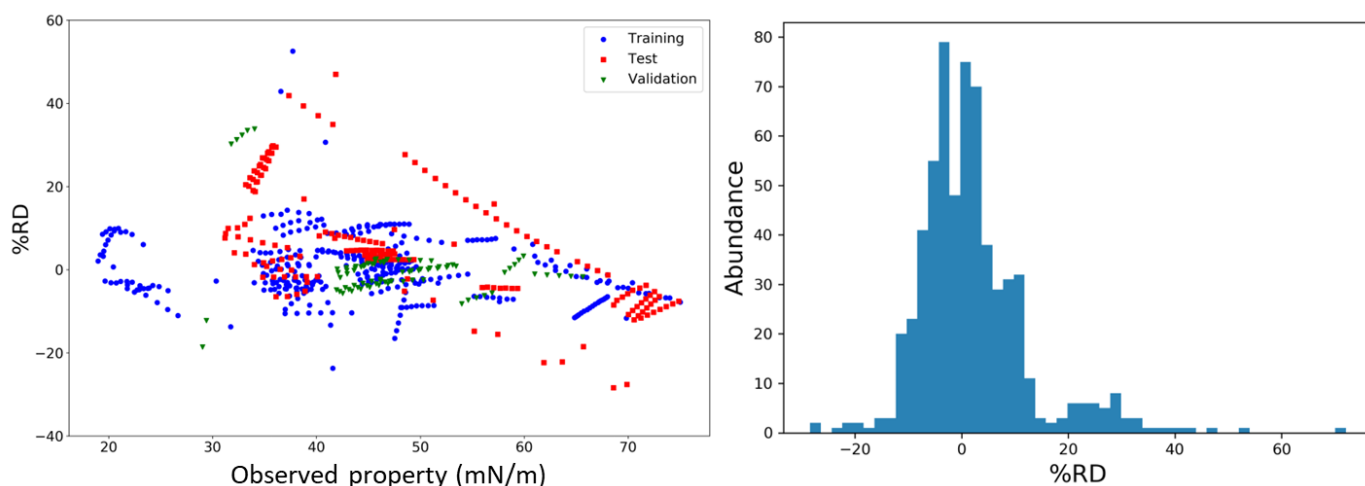 60
40
20
0
−20
−40
%RD
Training
Test
Validation
20 30 40 50 60 70
Observed property (mN/m)
80
70
60
50
40
30
20
10
0
Abundance
−20 0 20 40 60
%RD